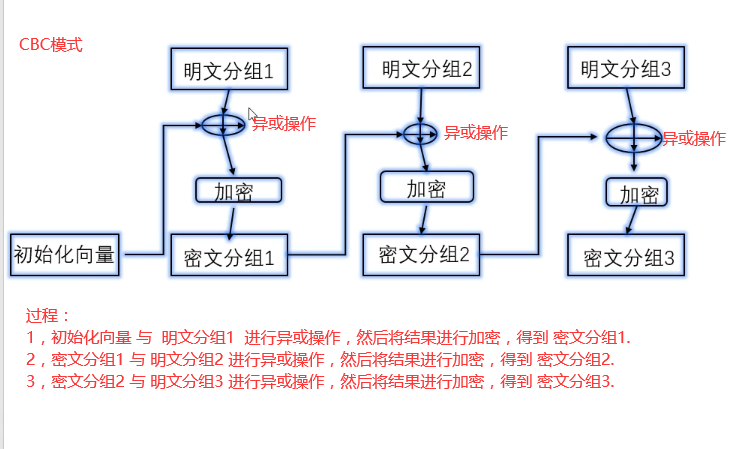 CBC模式
明文分组1
明文分组2
明文分组3
异或操作
异或操作
异或操作
加密
加密
加密
初始化向量
密文分组1
密文分组2
密文分组3
过程：
1，初始化向量 与 明文分组1 进行异或操作，然后将结果进行加密，得到 密文分组1.
2，密文分组1 与 明文分组2 进行异或操作，然后将结果进行加密，得到 密文分组2.
3，密文分组2 与 明文分组3 进行异或操作，然后将结果进行加密，得到 密文分组3.